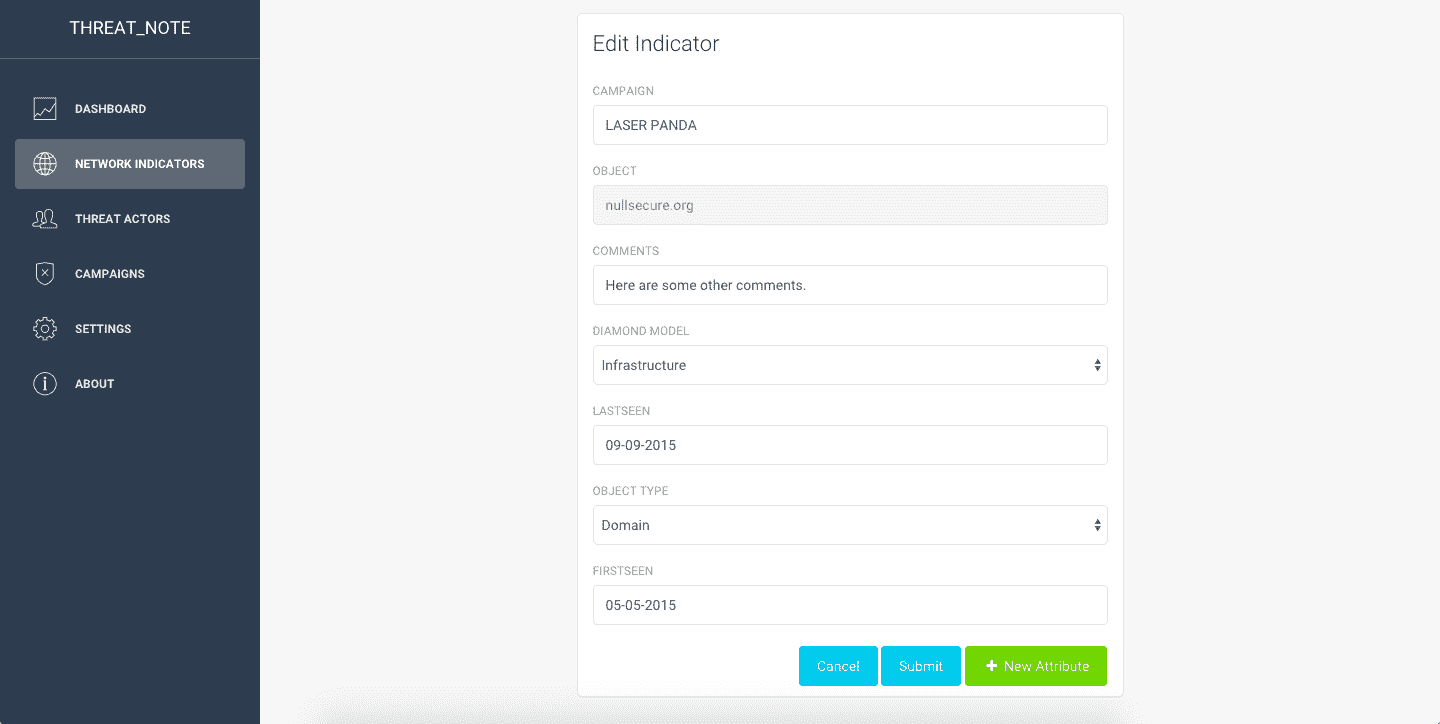 THREAT_NOTE
DASHBOARD
NETWORK INDICATORS
THREAT ACTORS
CAMPAIGNS
SETTINGS
ABOUT
Edit Indicator
CAMPAIGN
LASER PANDA
OBJECT
nullsecure.org
COMMENTS
Here are some other comments.
DIAMOND MODEL
Infrastructure
LASTSEEN
09-09-2015
OBJECT TYPE
Domain
FIRSTSEEN
05-05-2015
Cancel Submit New Attribute